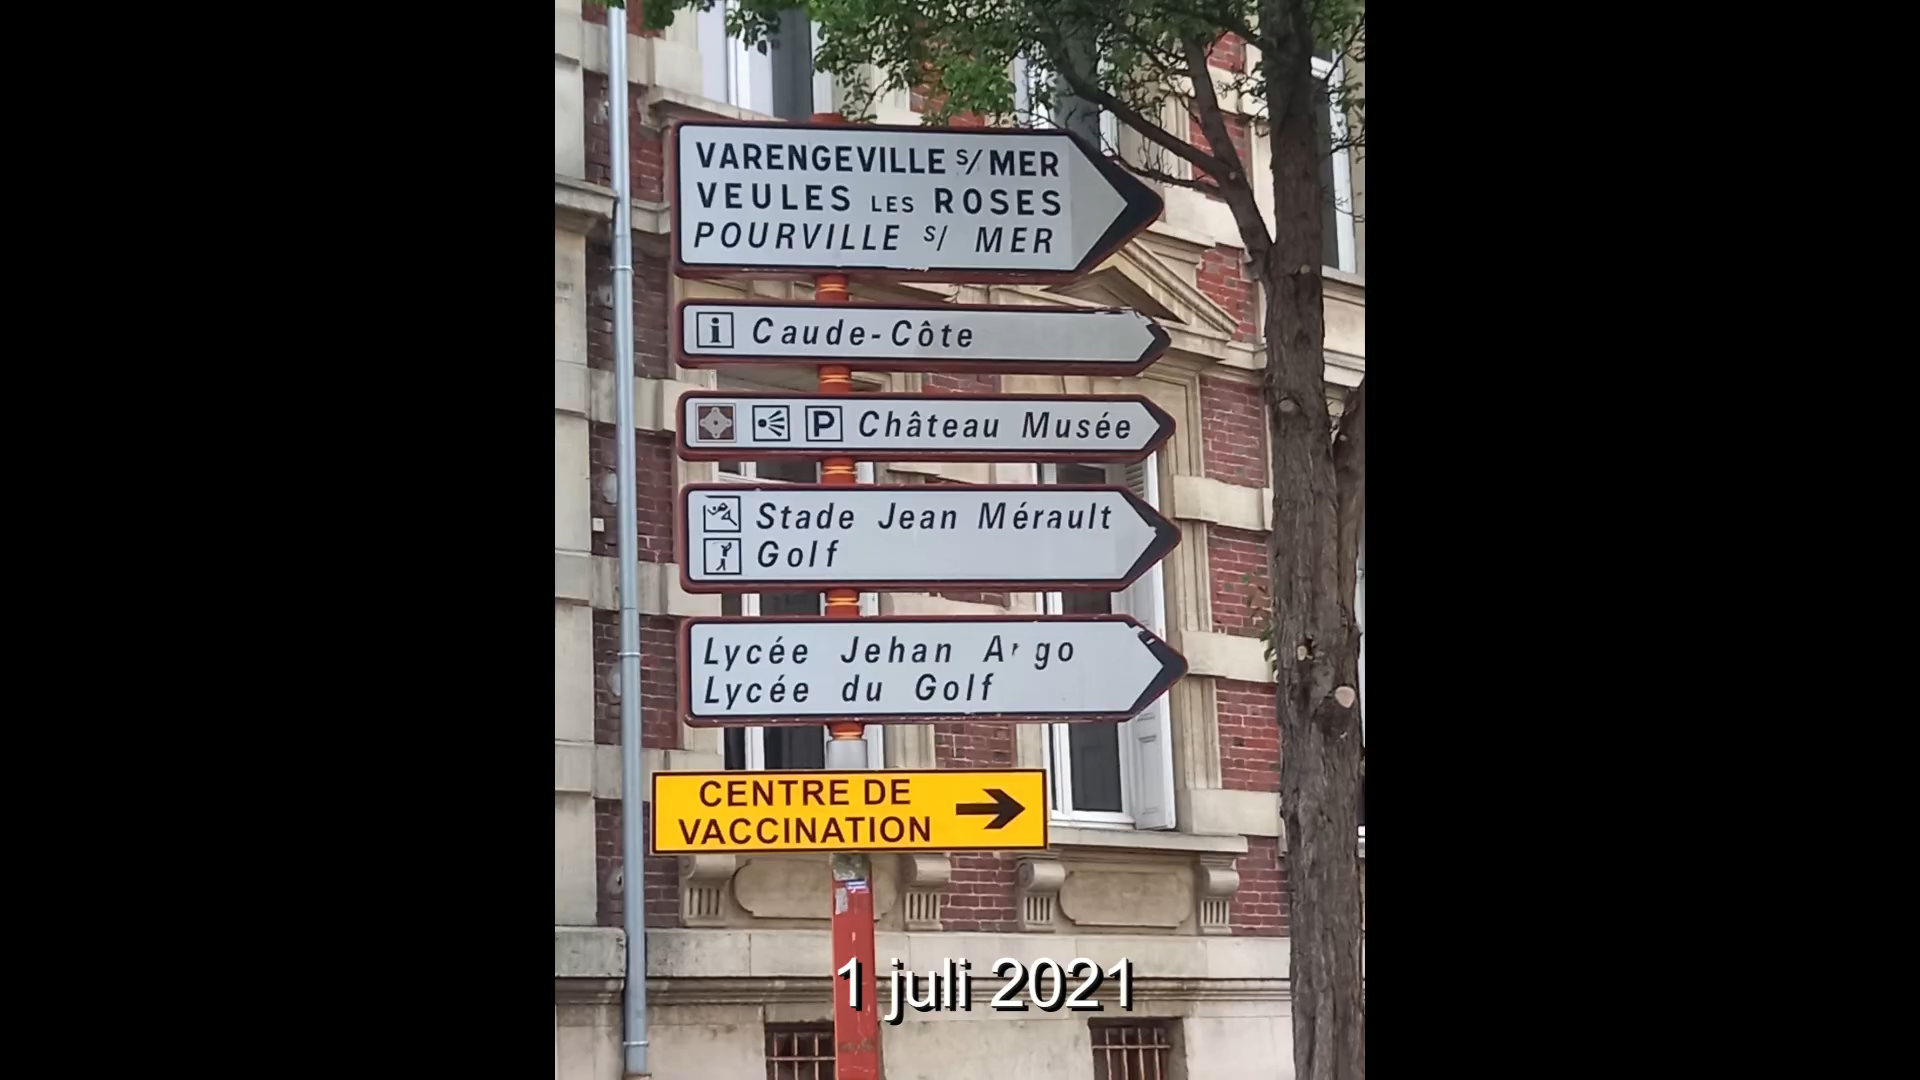 VARENGEVILLE S/ MER
VEULES LES ROSES
POURVILLE S/ MER
i Caude-Côte
P Château Musée
Stade Jean Mérault
Golf
Lycée Jehan Argo
Lycée du Golf
CENTRE DE
VACCINATION
1 juli 2021